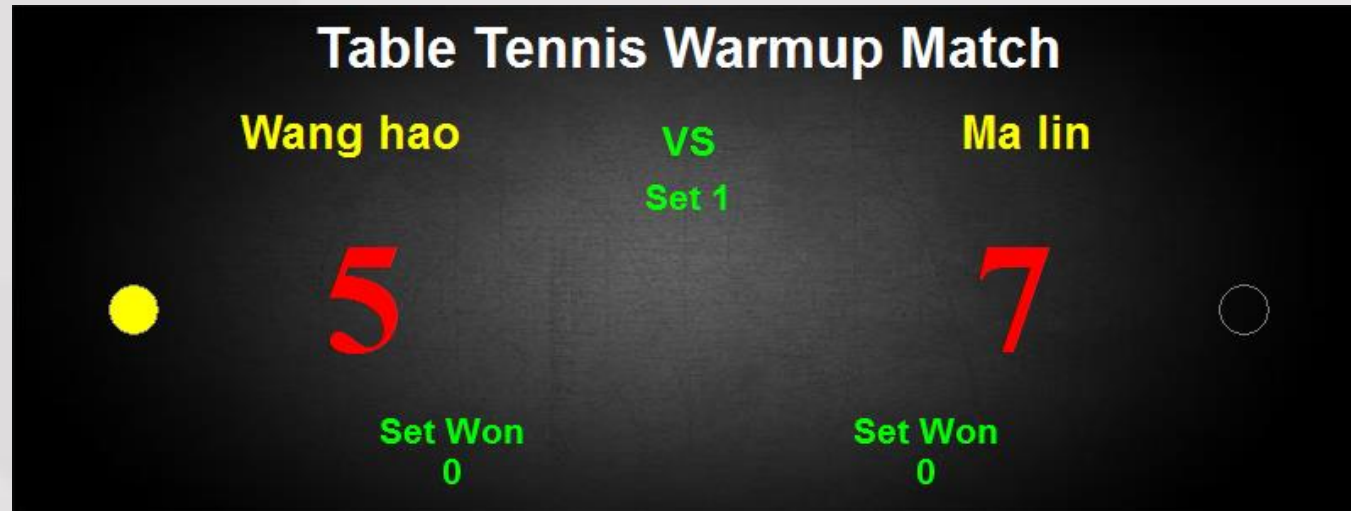 Table Tennis Warmup Match
Wang hao VS Ma lin
Set 1
5 7
Set Won Set Won
0 0